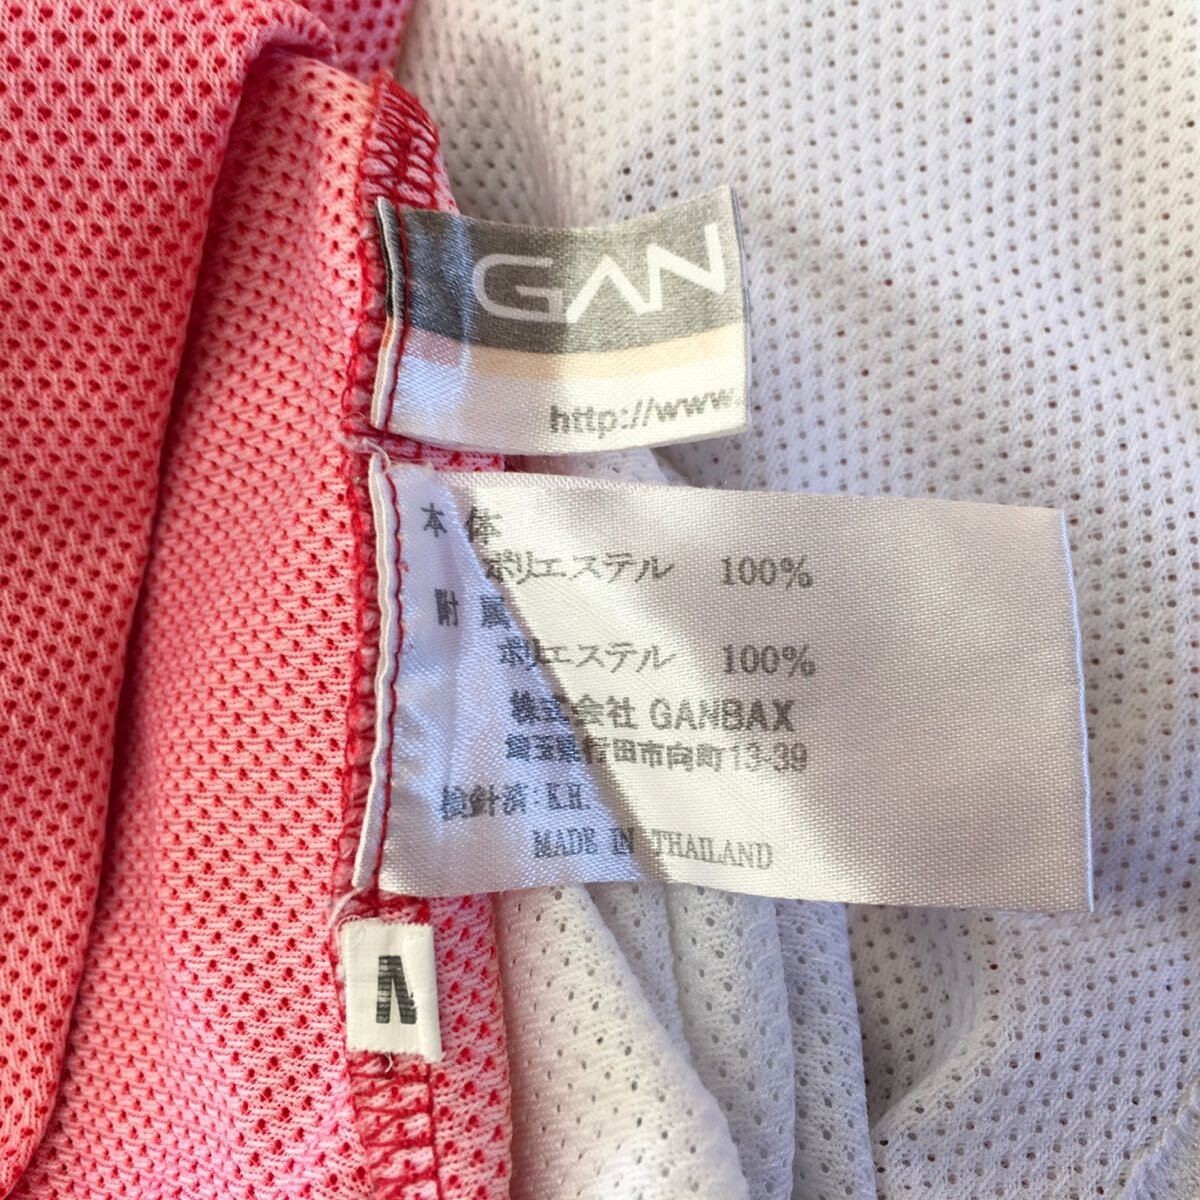 GAN
http://www.
本 体
ポリエステル 100%
附 属
ポリエステル 100%
株式会社 GANBAX
埼玉県行田市向町13-39
検針済:K.H.
MADE IN THAILAND